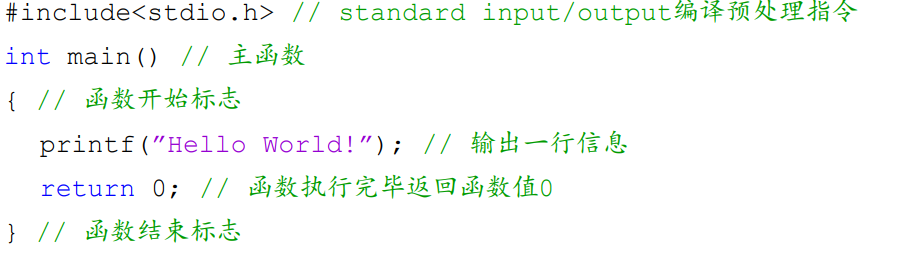 #include<stdio.h> // standard input/output编译预处理指令
int main() // 主函数
{ // 函数开始标志
printf(”Hello World!”); // 输出一行信息
return 0; // 函数执行完毕返回函数值0
} // 函数结束标志